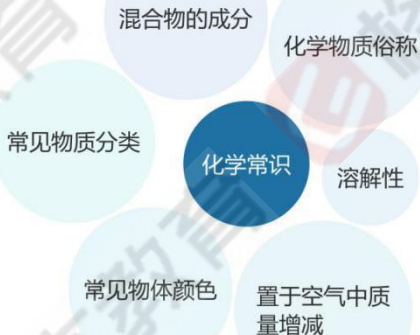 混合物的成分
化学物质俗称
常见物质分类
化学常识
溶解性
常见物体颜色
置于空气中质
量增减